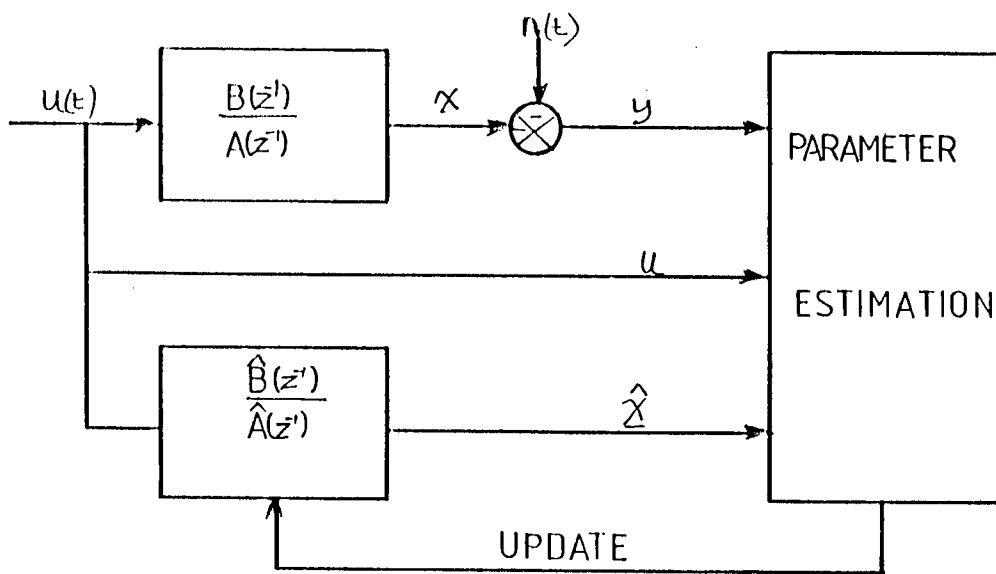 n(t)
u(t)
B(z⁻¹)
A(z⁻¹)
x
-
-
y
PARAMETER
u
ESTIMATION
B̂(z⁻¹)
Â(z⁻¹)
x̂
UPDATE